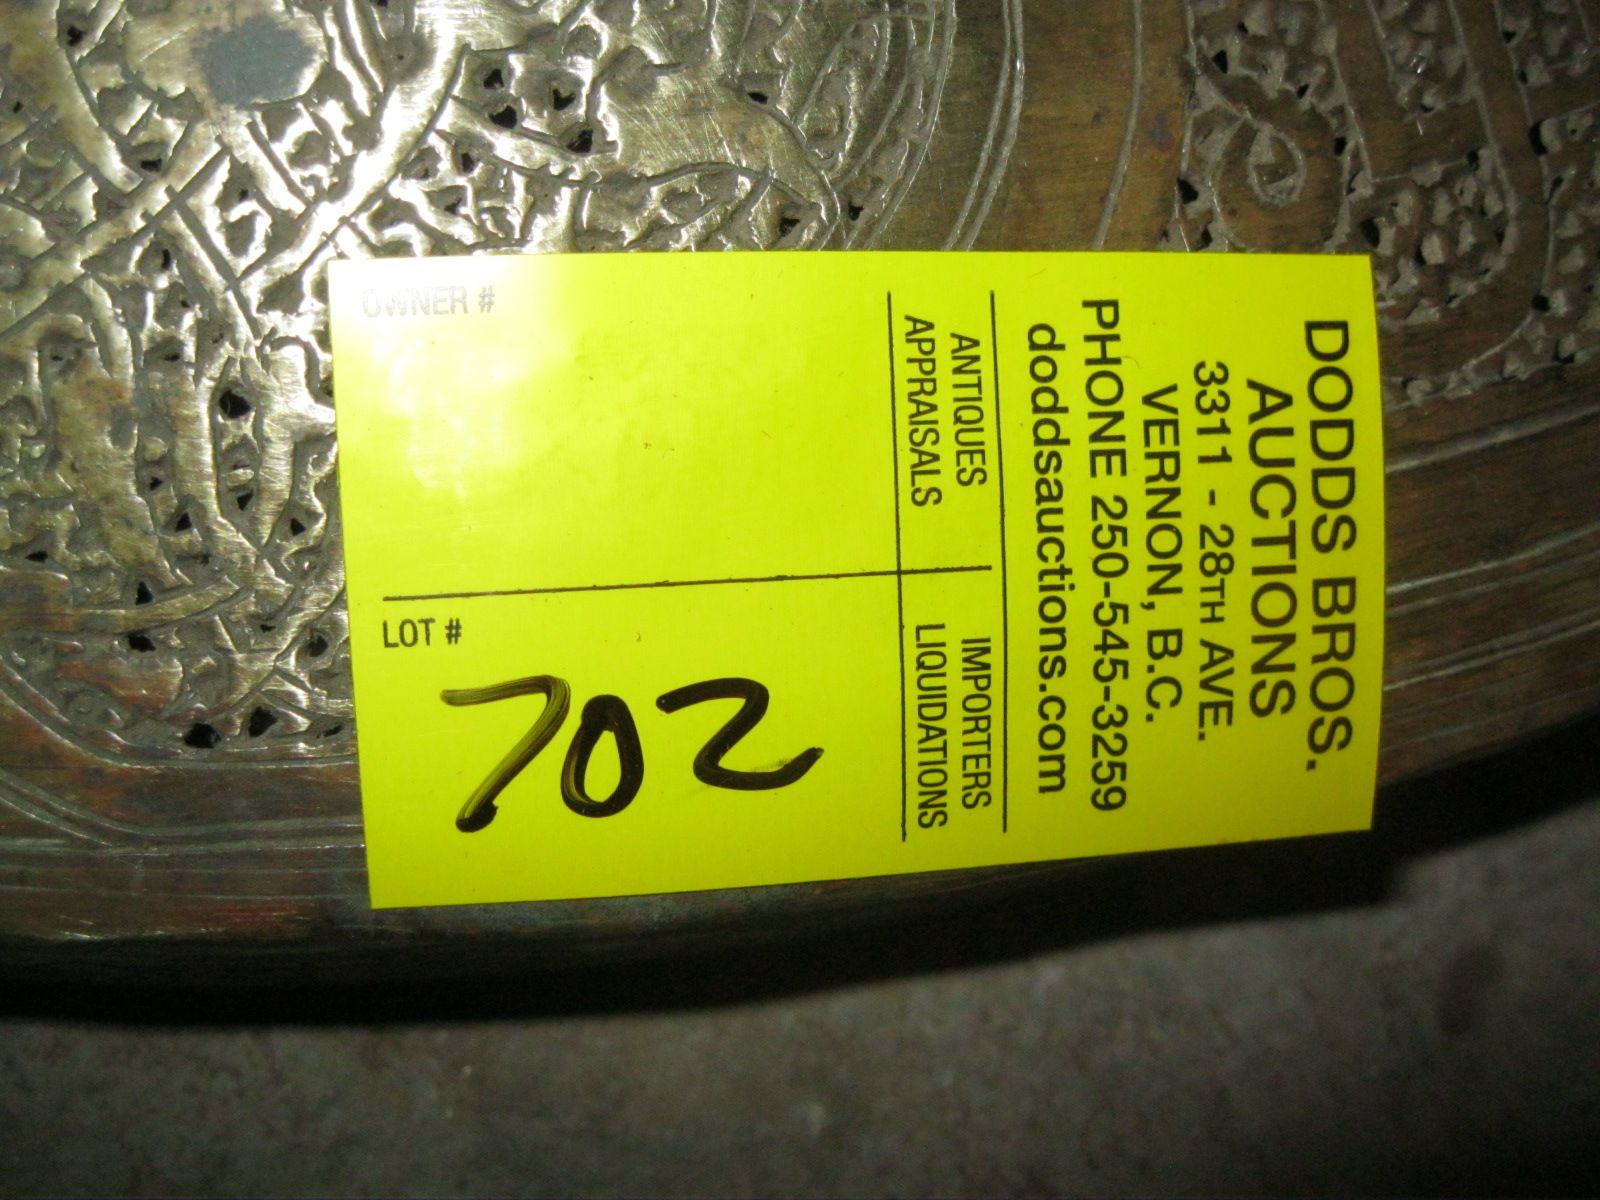 DODDS BROS.
AUCTIONS
3311 - 28TH AVE.
VERNON, B.C.
PHONE 250-545-3259
doddsauctions.com
ANTIQUES
APPRAISALS
IMPORTERS
LIQUIDATIONS
OWNER #
LOT #
702